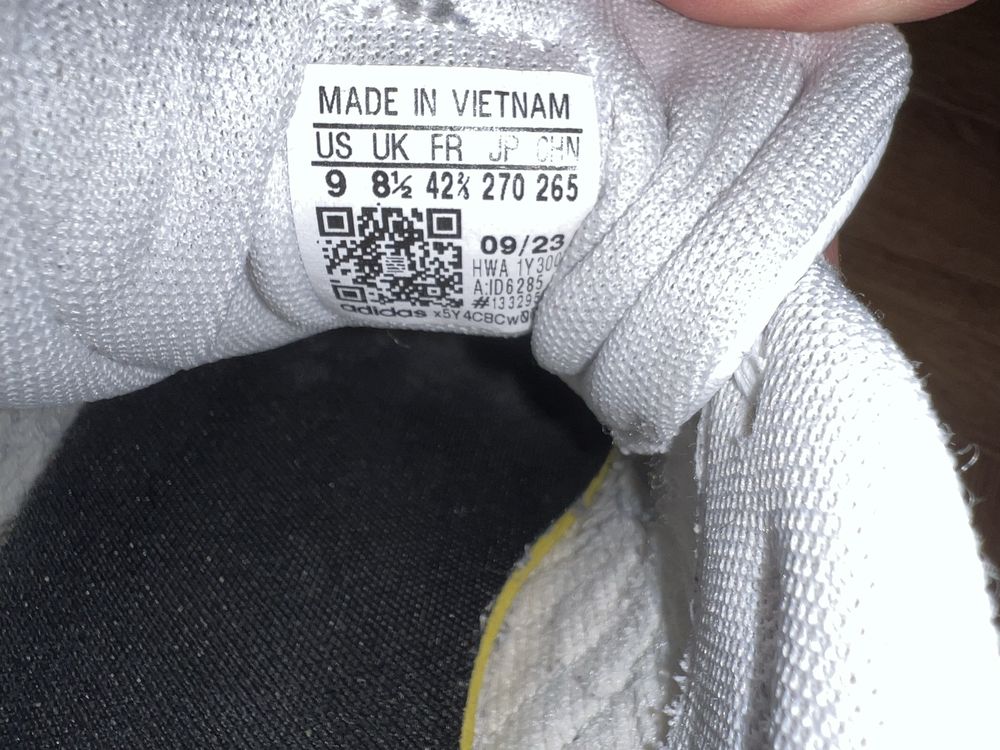 MADE IN VIETNAM
US UK FR JP CHN
9 8½ 42⅔ 270 265
09/23
HWA
A:ID6285
adidas